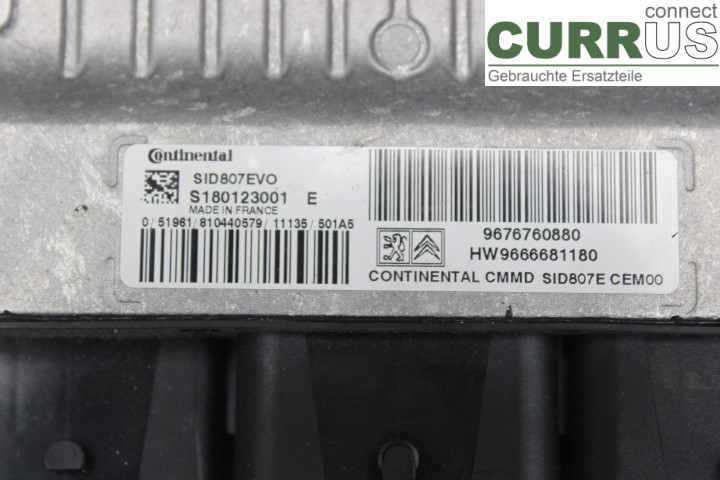 connect
CURRUS
Gebrauchte Ersatzteile
Continental
SID807EVO
S180123001 E
MADE IN FRANCE
0/51961/810440579/11135/501A5
9676760880
HW9666681180
CONTINENTAL CMMD SID807E CEM00